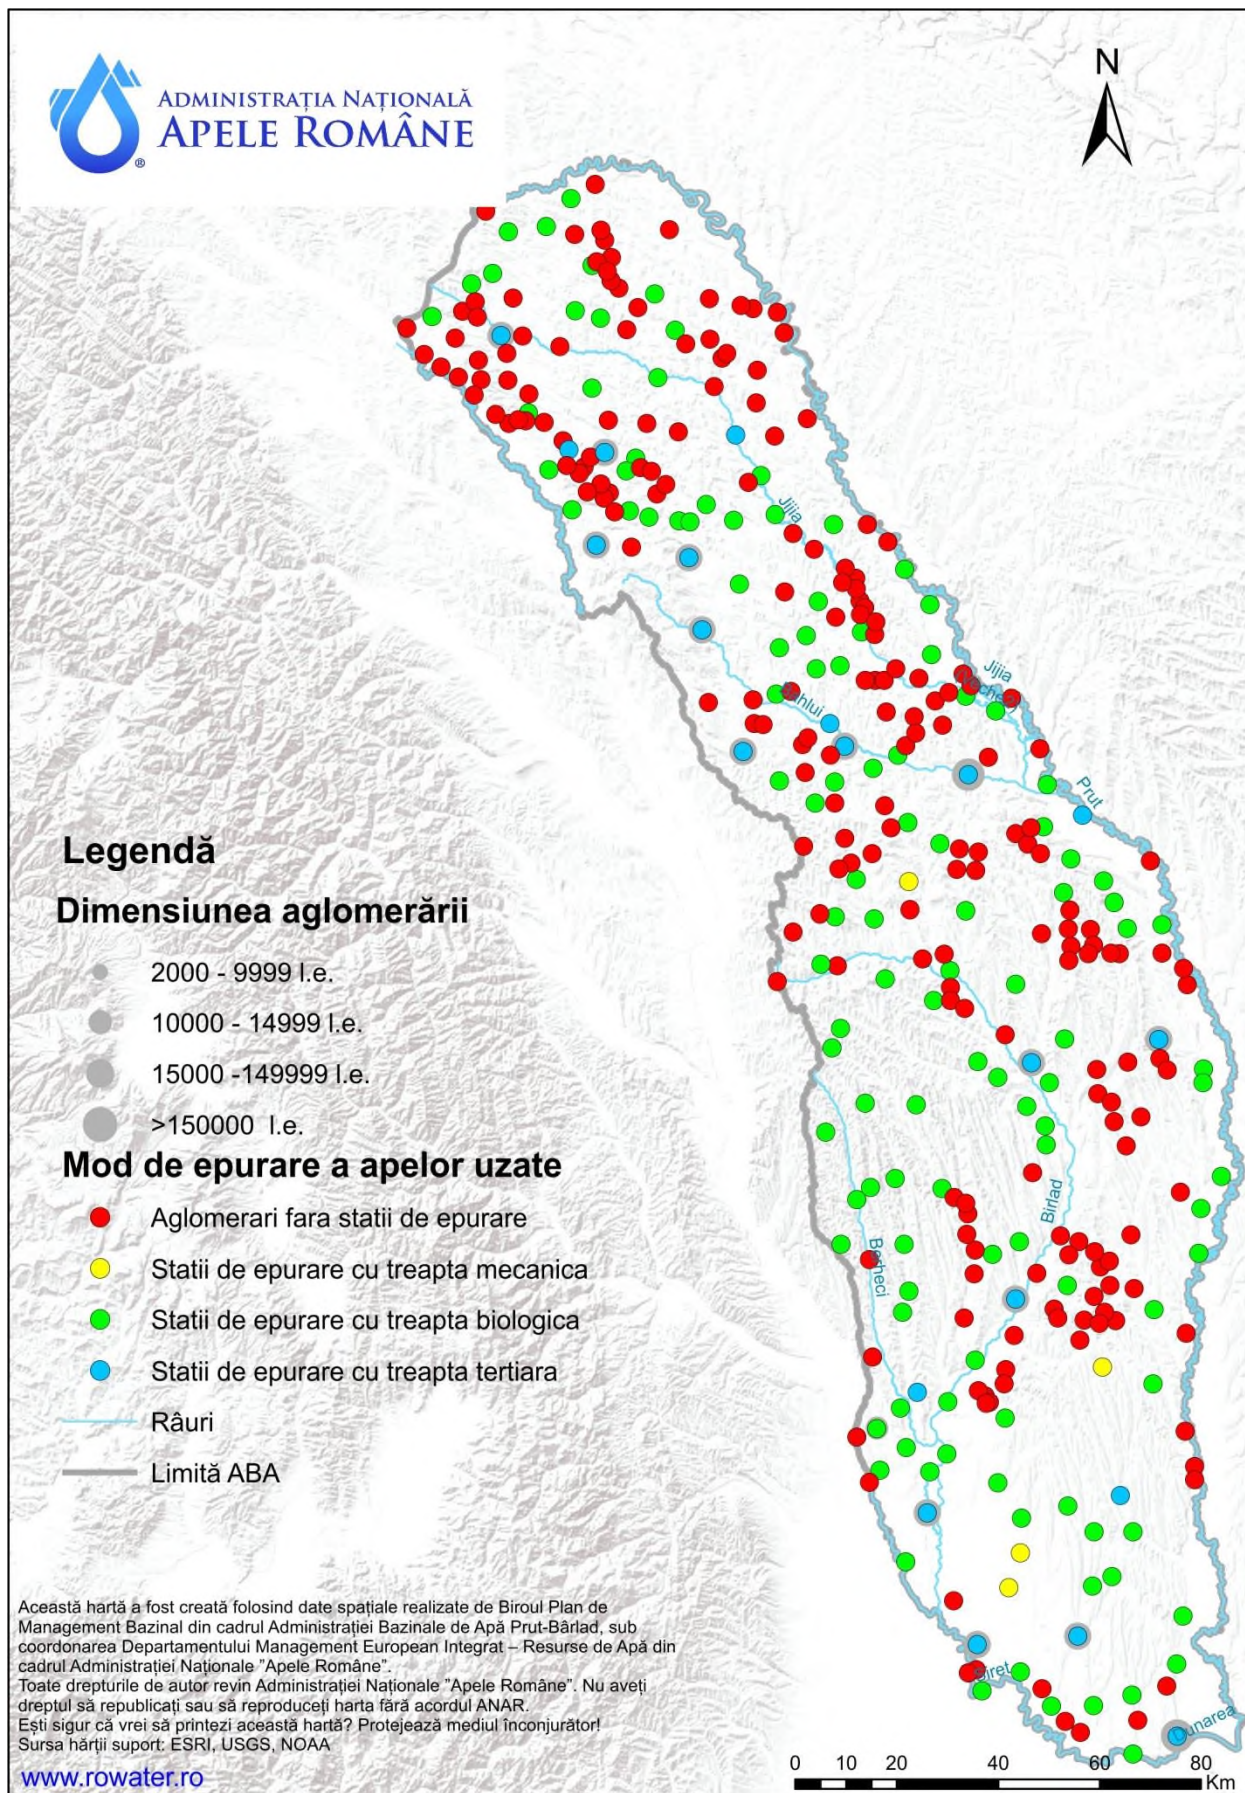 ADMINISTRAȚIA NAȚIONALĂ
APELE ROMÂNE
®
N
Jijia
Jijia
(Veche)
Bahlui
Prut
Legendă
Dimensiunea aglomerării
2000 - 9999 l.e.
10000 - 14999 l.e.
15000 -149999 l.e.
>150000 l.e.
Mod de epurare a apelor uzate
Aglomerari fara statii de epurare
Statii de epurare cu treapta mecanica
Statii de epurare cu treapta biologica
Statii de epurare cu treapta tertiara
Râuri
Limită ABA
Birlad
Berheci
Siret
Dunarea
Această hartă a fost creată folosind date spațiale realizate de Biroul Plan de
Management Bazinal din cadrul Administrației Bazinale de Apă Prut-Bârlad, sub
coordonarea Departamentului Management European Integrat – Resurse de Apă din
cadrul Administrației Naționale "Apele Române".
Toate drepturile de autor revin Administrației Naționale "Apele Române". Nu aveți
dreptul să republicați sau să reproduceți harta fără acordul ANAR.
Ești sigur că vrei să printezi această hartă? Protejează mediul înconjurător!
Sursa hărții suport: ESRI, USGS, NOAA
www.rowater.ro
0 10 20 40 60 80
Km